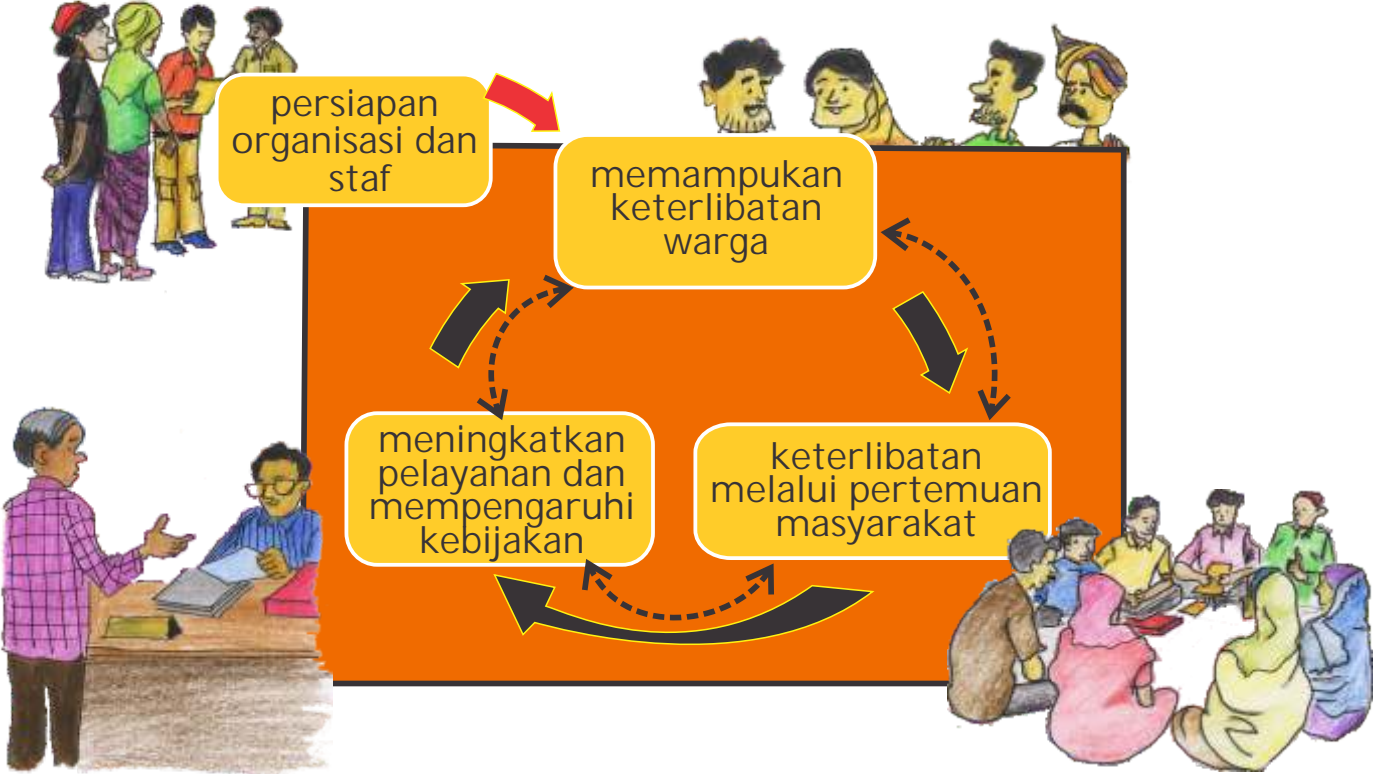 persiapan
organisasi dan
staf
memampukan
keterlibatan
warga
meningkatkan
pelayanan dan
mempengaruhi
kebijakan
keterlibatan
melalui pertemuan
masyarakat